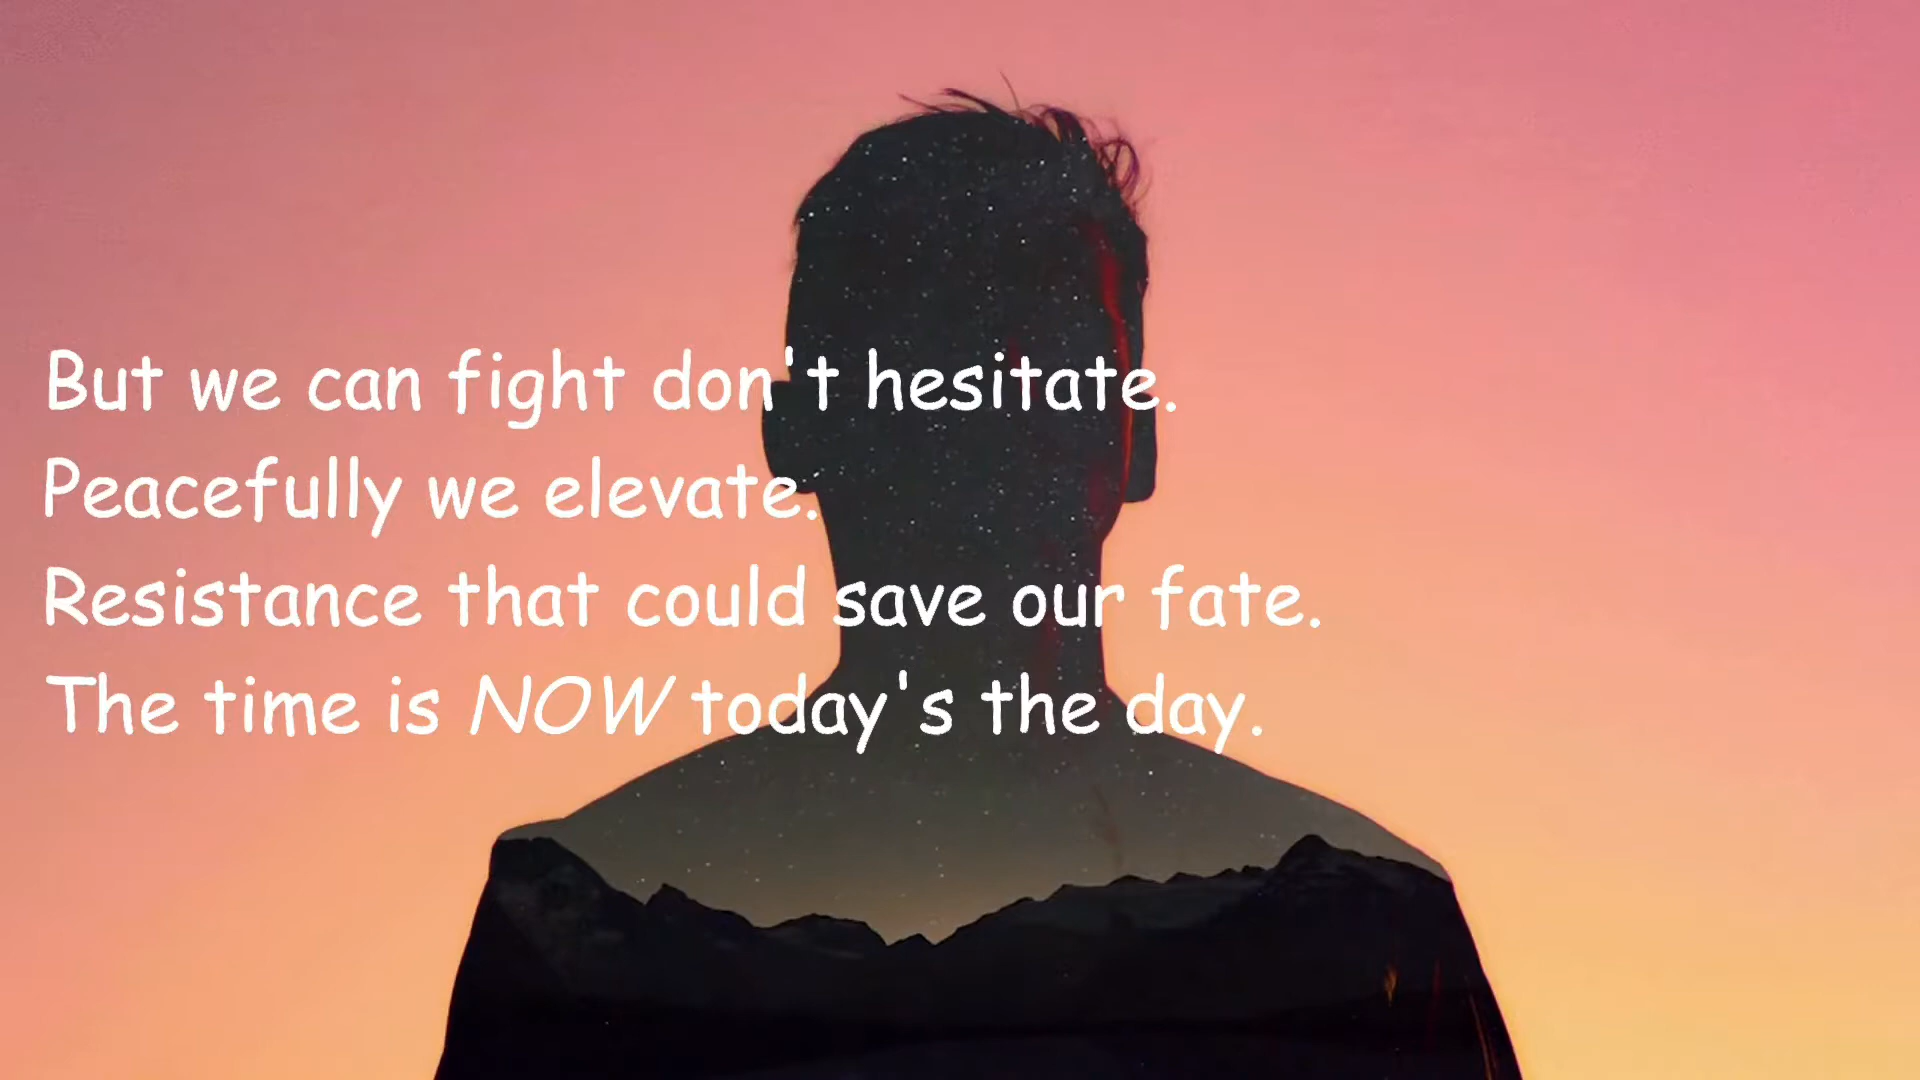 But we can fight don't hesitate.
Peacefully we elevate.
Resistance that could save our fate.
The time is NOW today's the day.